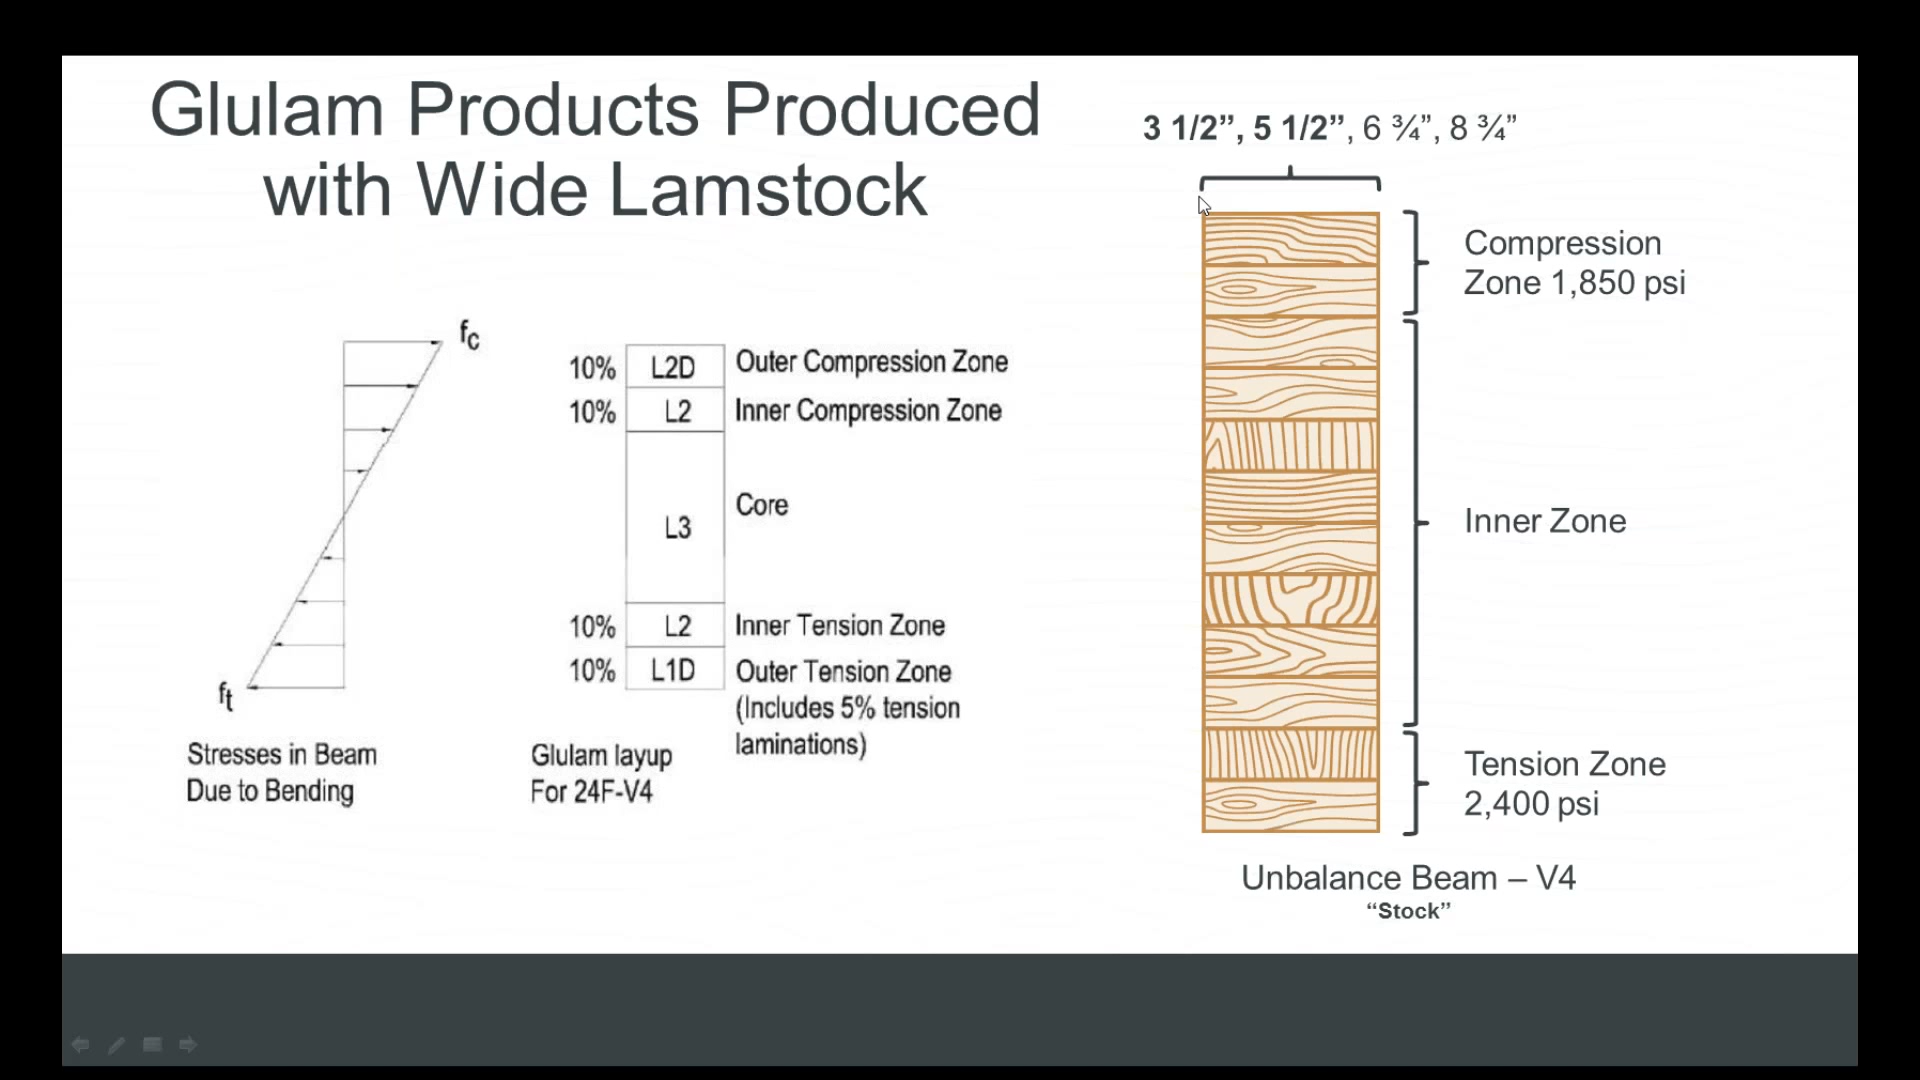 Glulam Products Produced
with Wide Lamstock
3 1/2”, 5 1/2”, 6 ¾”, 8 ¾”
Compression
Zone 1,850 psi
Inner Zone
Tension Zone
2,400 psi
Unbalance Beam – V4
“Stock”
fc
ft
Stresses in Beam
Due to Bending
10% L2D Outer Compression Zone
10% L2 Inner Compression Zone
Core
L3
10% L2 Inner Tension Zone
10% L1D Outer Tension Zone
(Includes 5% tension
laminations)
Glulam layup
For 24F-V4